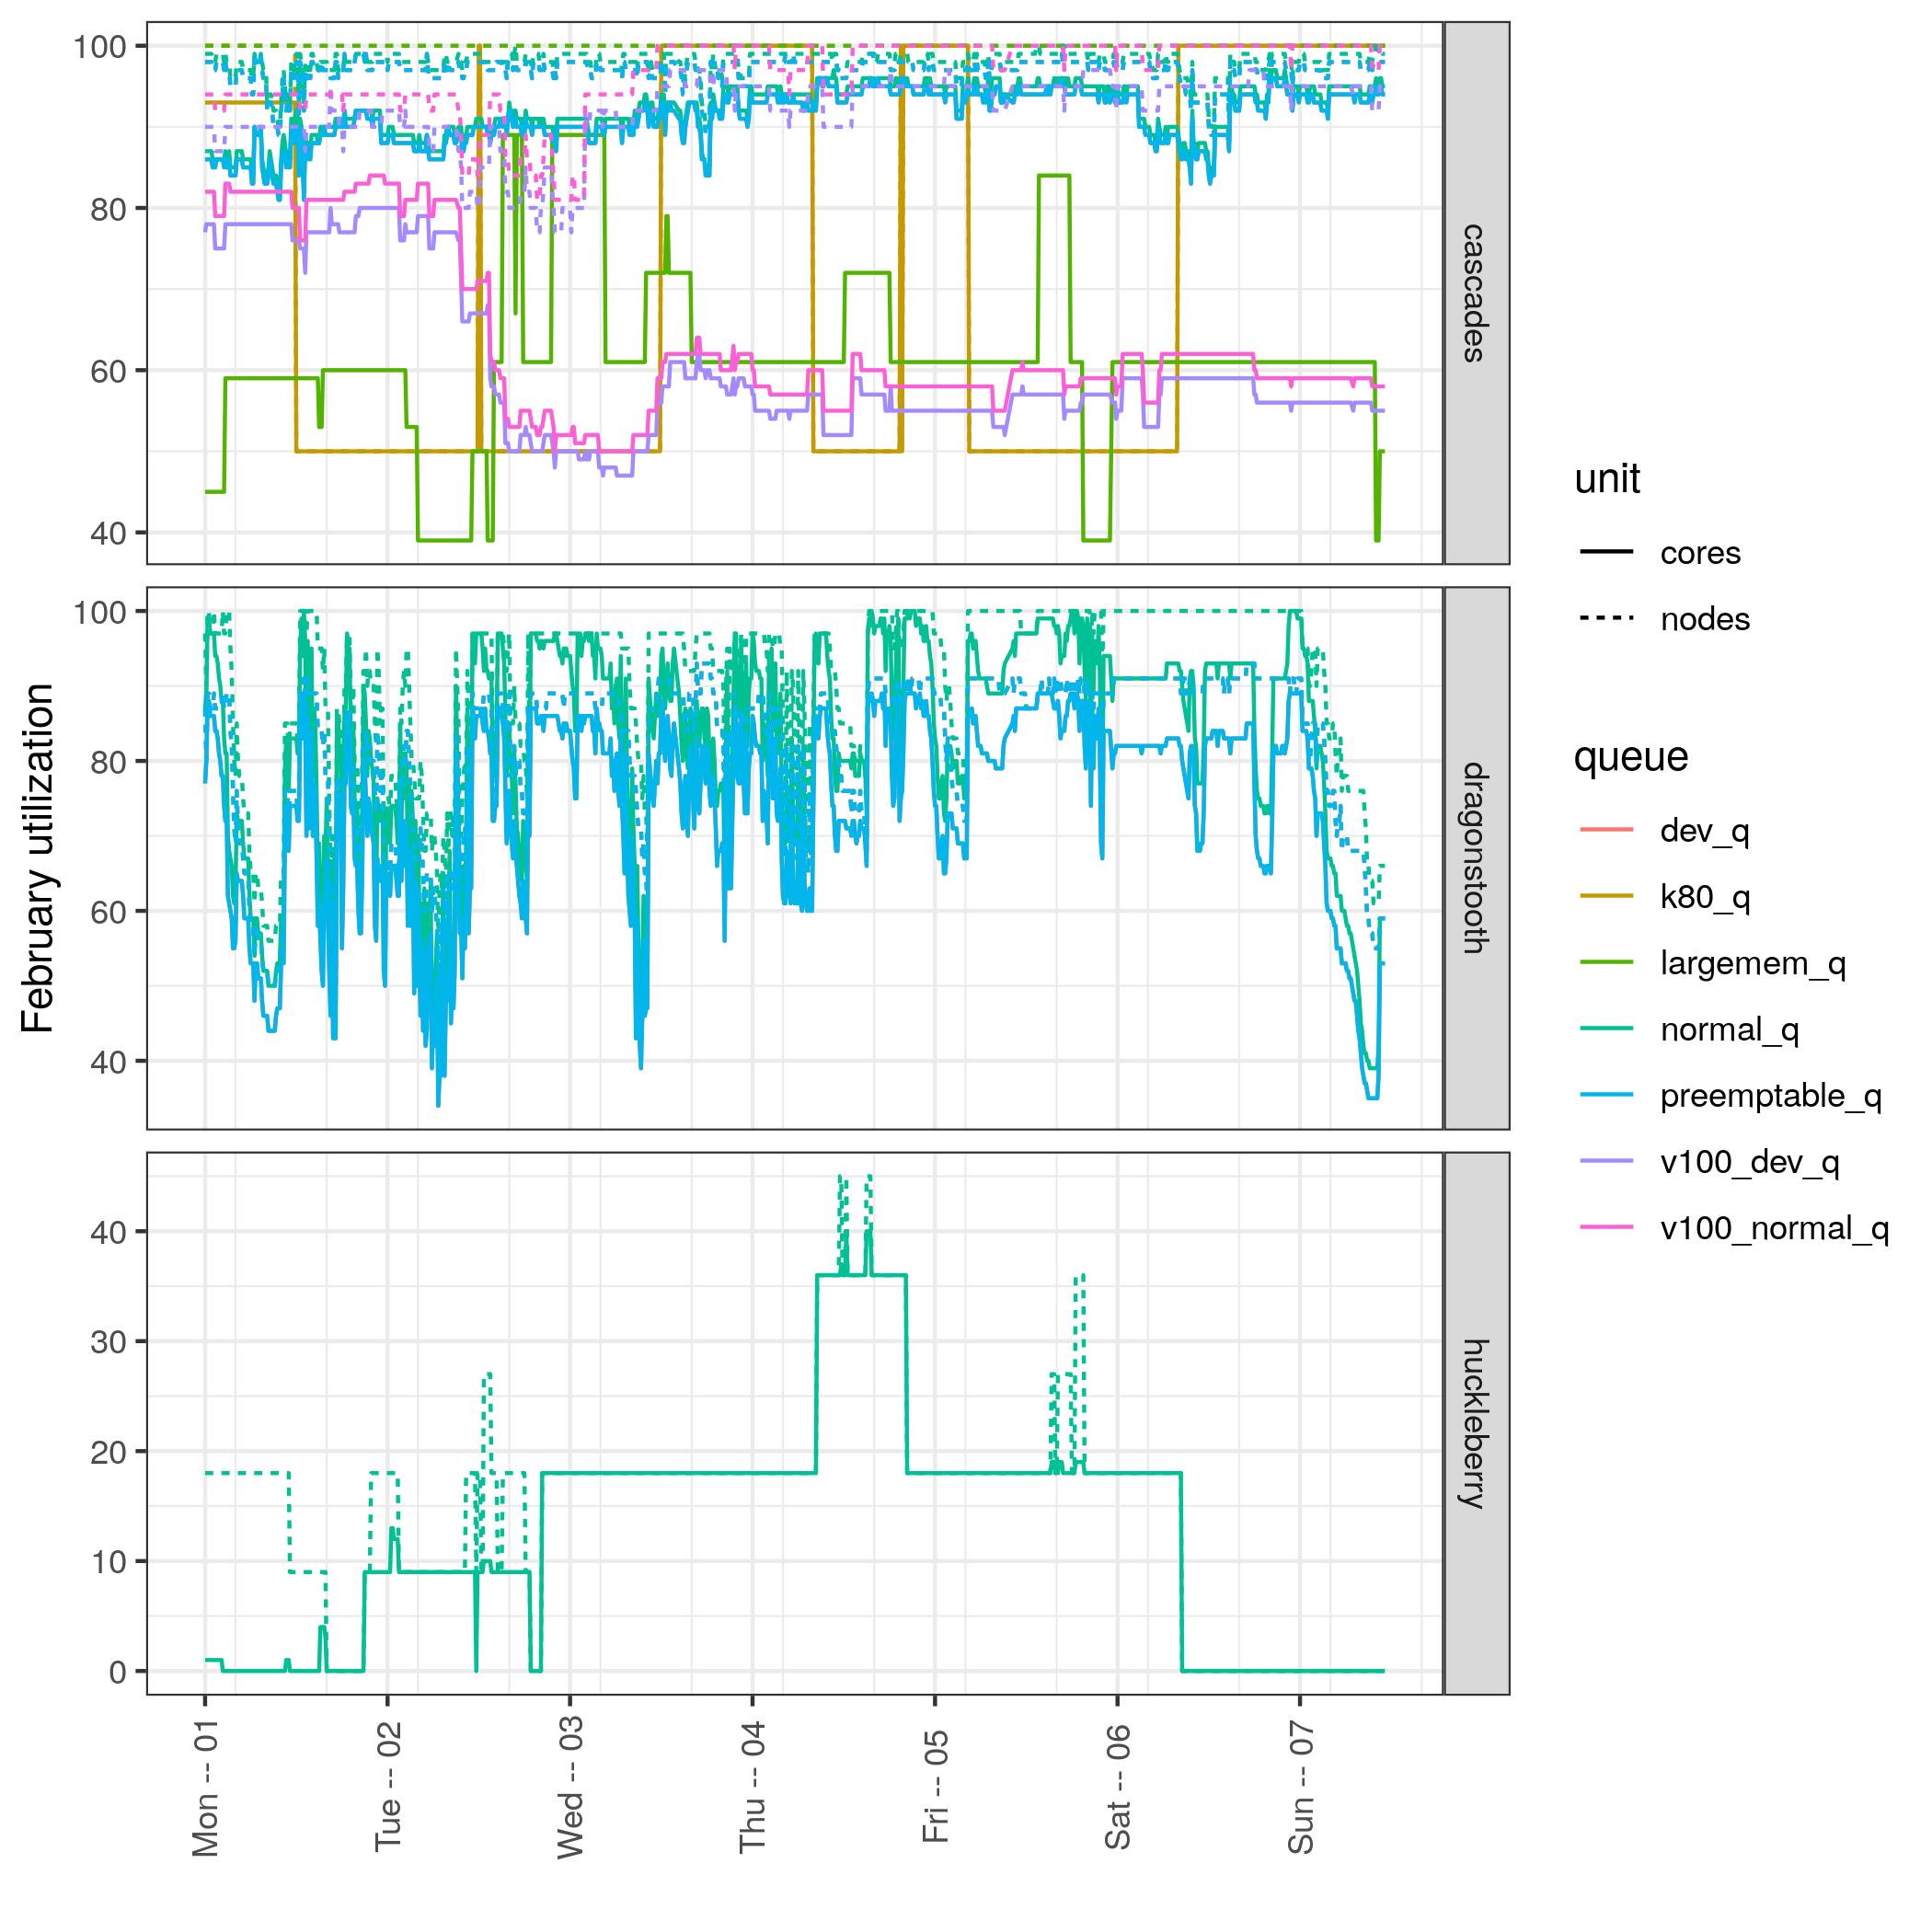 February utilization
100
80
60
40
cascades
100
80
60
40
dragonstooth
40
30
20
10
0
huckleberry
Mon -- 01
Tue -- 02
Wed -- 03
Thu -- 04
Fri -- 05
Sat -- 06
Sun -- 07
unit
cores
nodes
queue
dev_q
k80_q
largemem_q
normal_q
preemptable_q
v100_dev_q
v100_normal_q